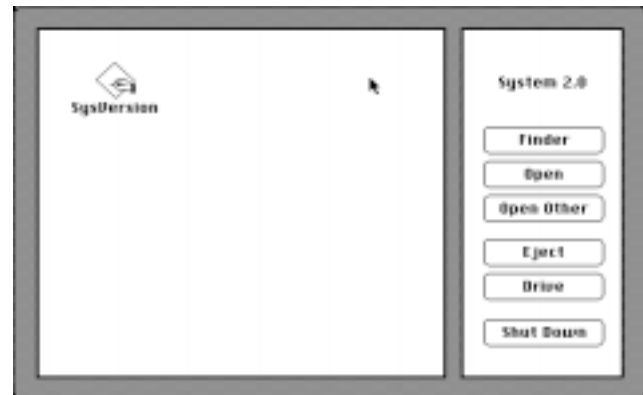 SysVersion
System 2.0
Finder
Open
Open Other
Eject
Drive
Shut Down